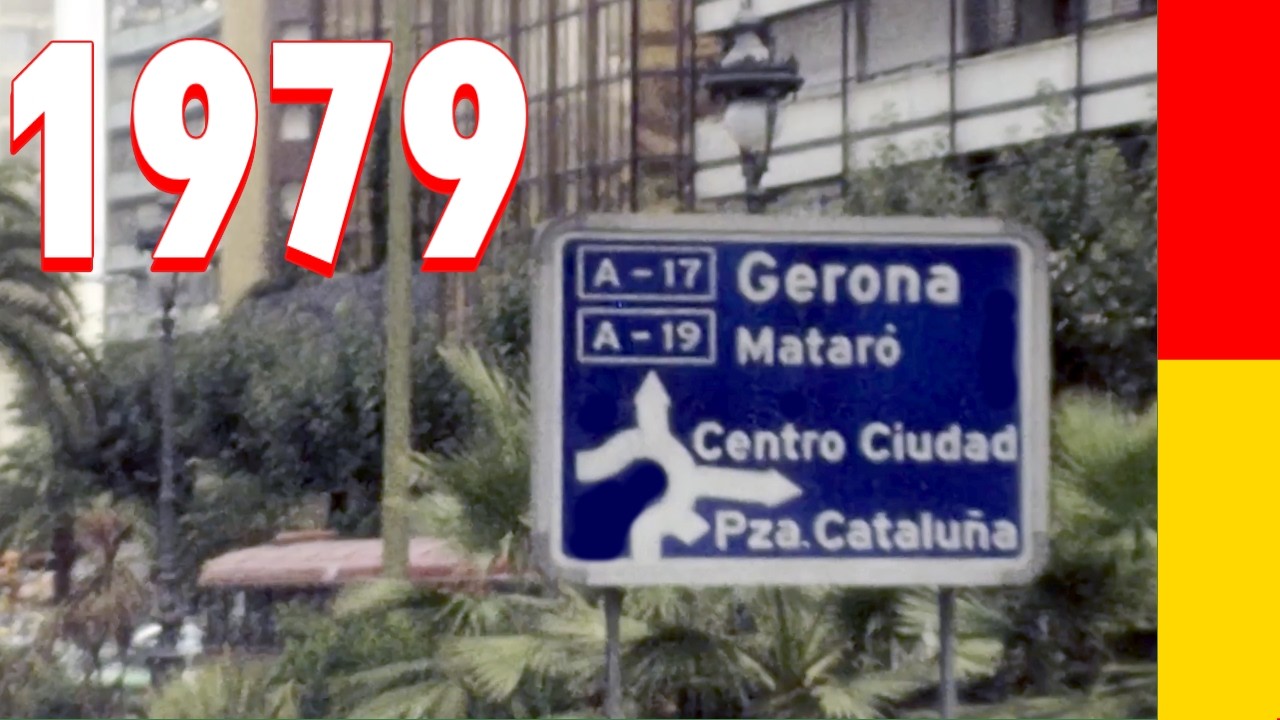 1979
A-17 Gerona
A-19 Mataró
Centro Ciudad
Pza. Cataluña